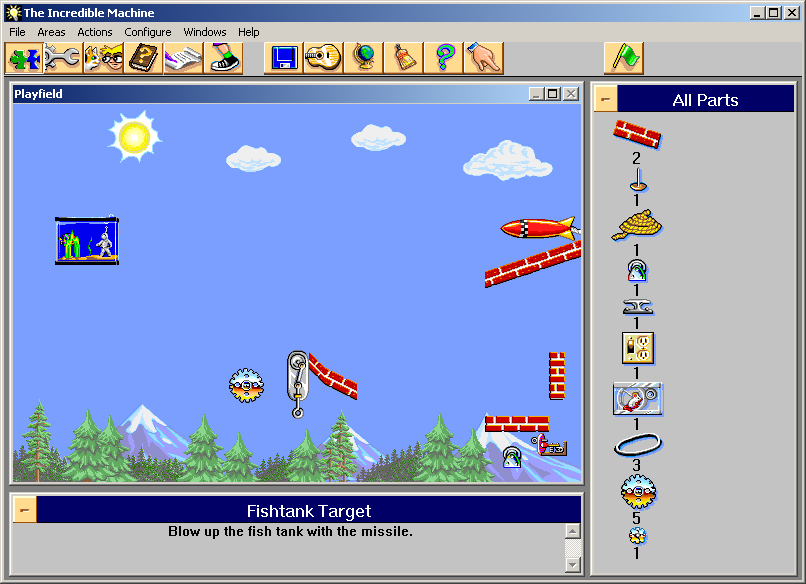 The Incredible Machine
File Areas Actions Configure Windows Help
Playfield
All Parts
2
1
1
1
1
1
1
3
5
1
Fishtank Target
Blow up the fish tank with the missile.